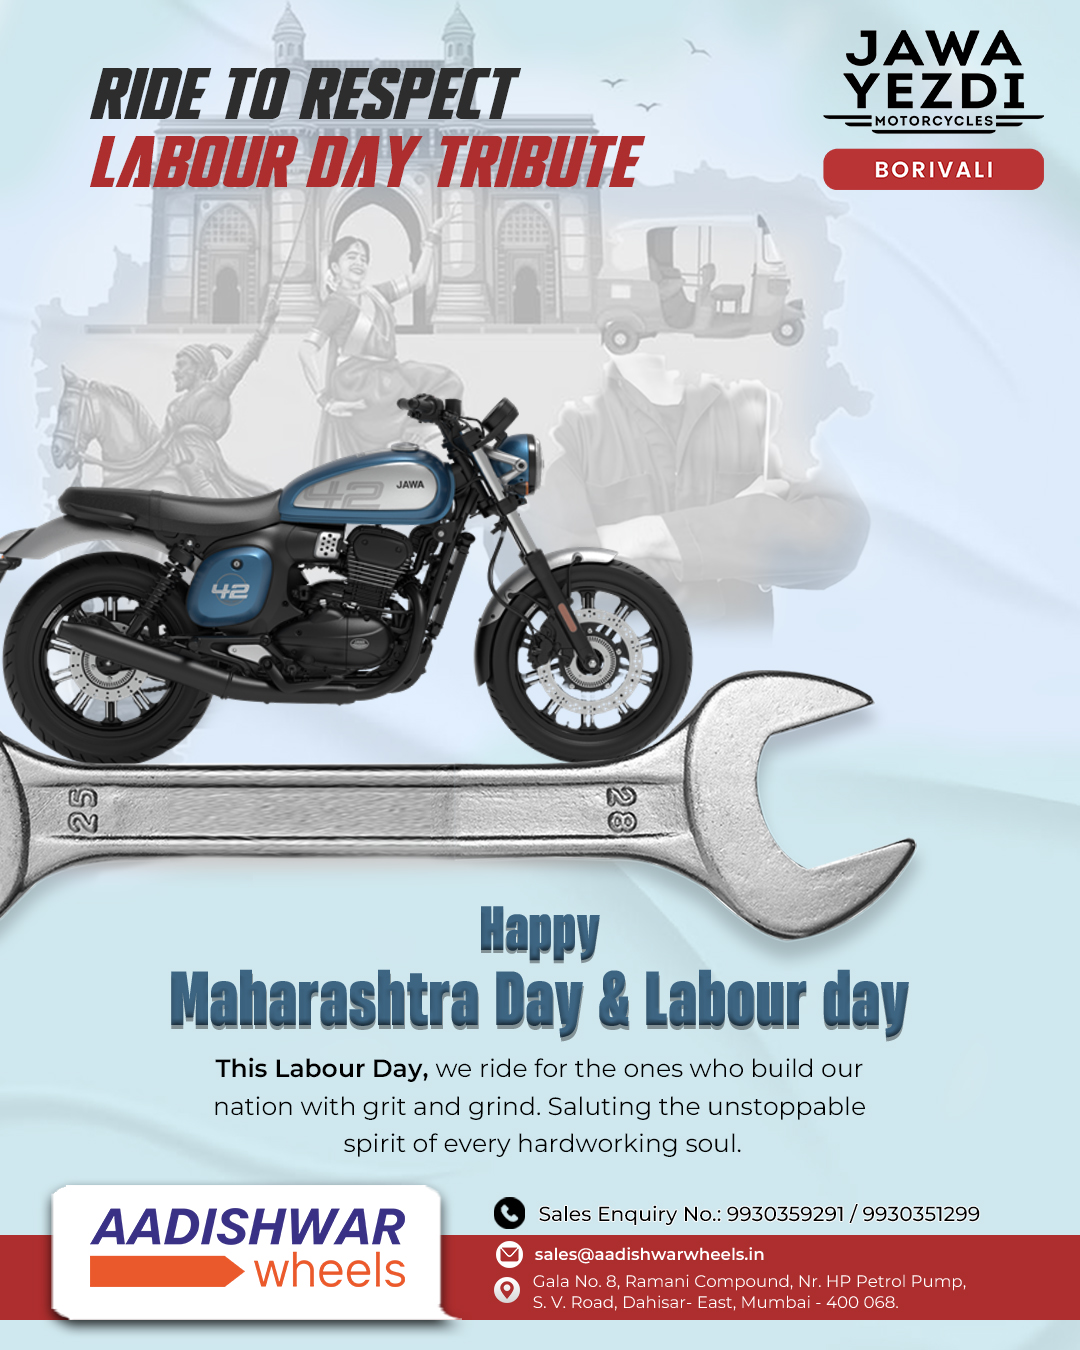 RIDE TO RESPECT
LABOUR DAY TRIBUTE
JAWA
YEZDI
MOTORCYCLES
BORIVALI
42
JAWA
42
25
28
Happy
Maharashtra Day & Labour day
This Labour Day, we ride for the ones who build our
nation with grit and grind. Saluting the unstoppable
spirit of every hardworking soul.
AADISHWAR
wheels
Sales Enquiry No.: 9930359291 / 9930351299
sales@aadishwarwheels.in
Gala No. 8, Ramani Compound, Nr. HP Petrol Pump,
S. V. Road, Dahisar- East, Mumbai - 400 068.